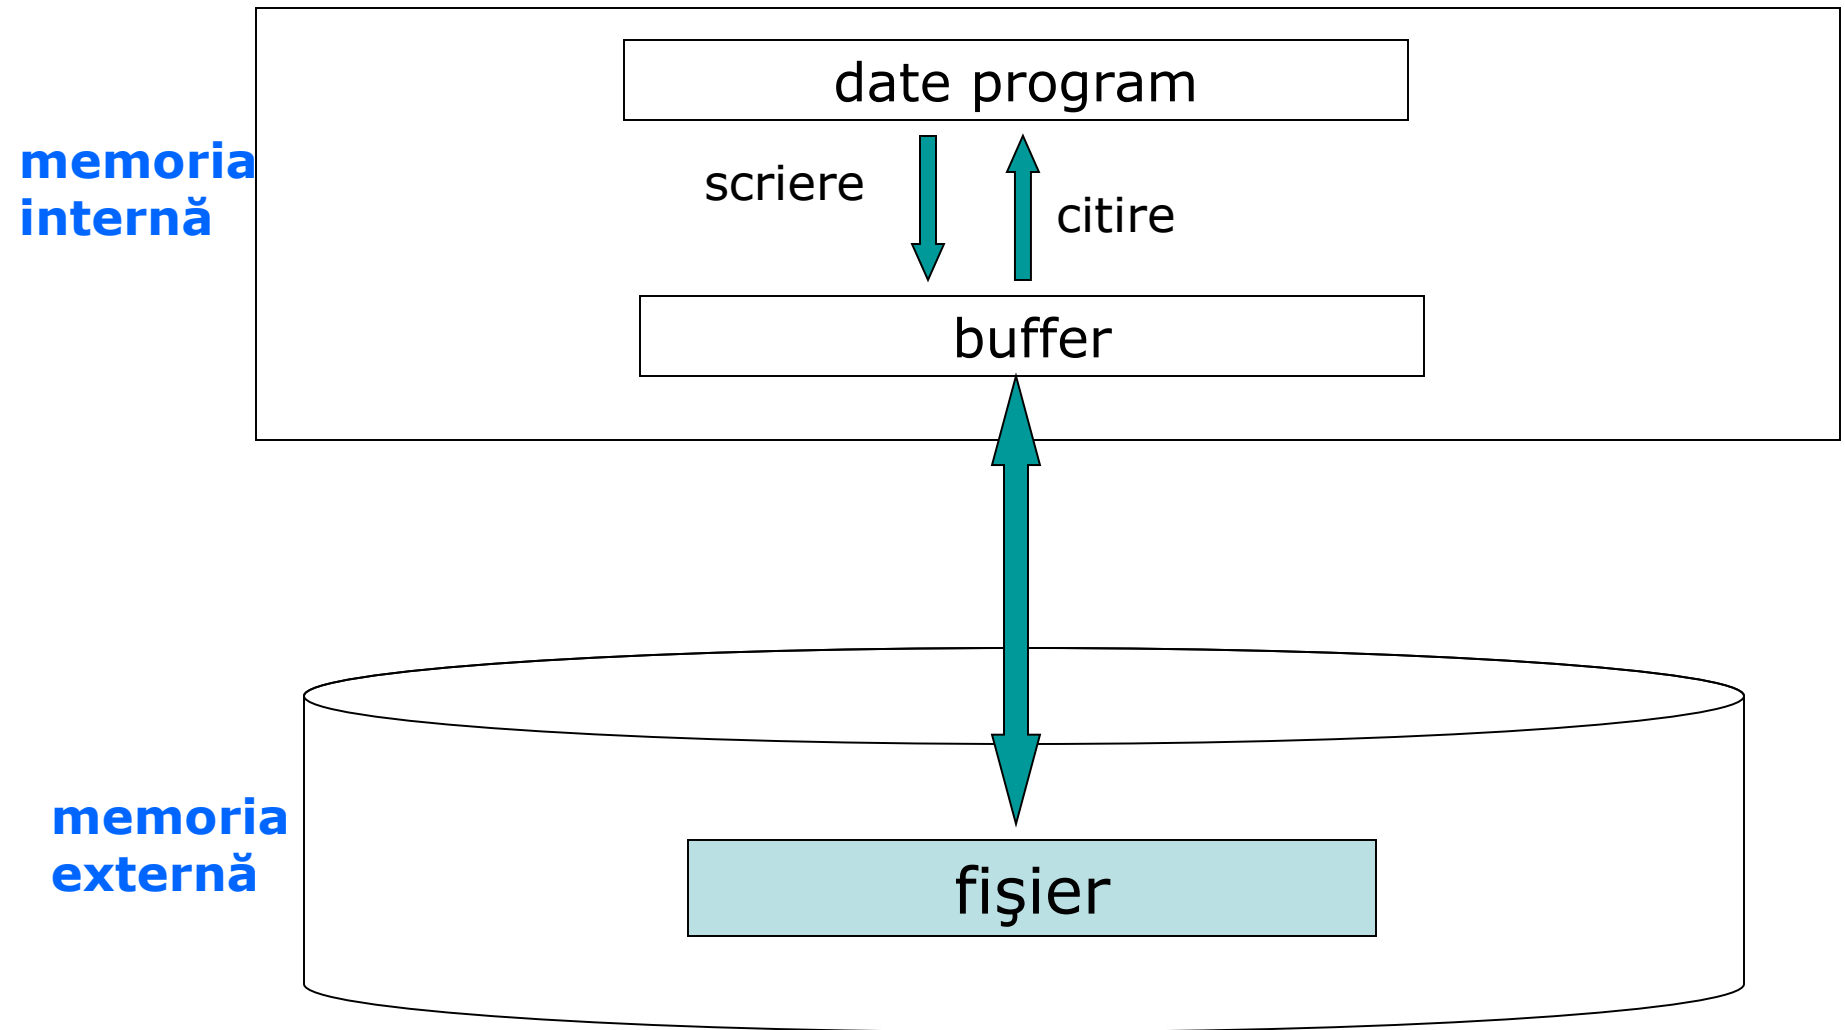 date program
memoria
internă
scriere
citire
buffer
memoria
externă
fişier